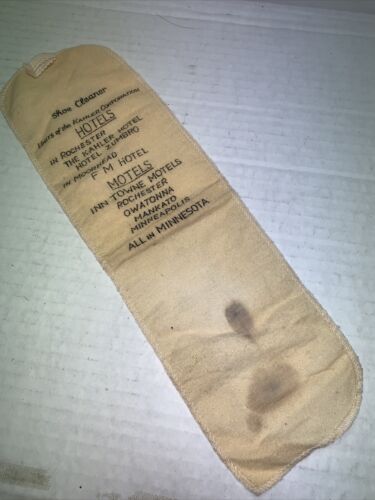 Shoe Cleaner
UNITS of the KAHLER CORPORATION
HOTELS
IN ROCHESTER
THE KAHLER HOTEL
HOTEL ZUMBRO
IN MOORHEAD
F M HOTEL
MOTELS
INN TOWNE MOTELS
ROCHESTER
OWATONNA
MANKATO
MINNEAPOLIS
ALL IN MINNESOTA